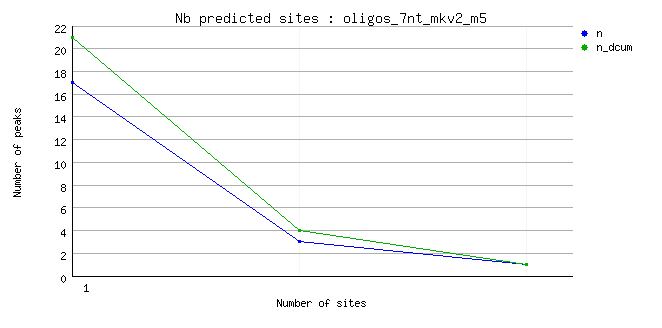 Nb predicted sites : oligos_7nt_mkv2_m5
n
n_dcum
Number of peaks
22
20
18
16
14
12
10
8
6
4
2
0
1
Number of sites